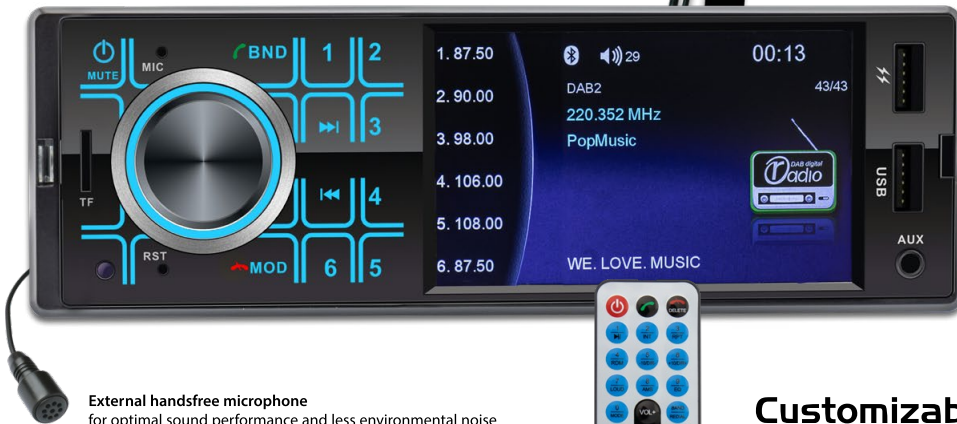 MUTE
MIC
BND
1
2
3
TF
4
RST
MOD
6
5
1. 87.50
2. 90.00
3. 98.00
4. 106.00
5. 108.00
6. 87.50
29
00:13
DAB2
43/43
220.352 MHz
PopMusic
DAB digital
radio
WE. LOVE. MUSIC
USB
AUX
DELETE
VOL+
External handsfree microphone
for optimal sound performance and less environmental noise
Customizab